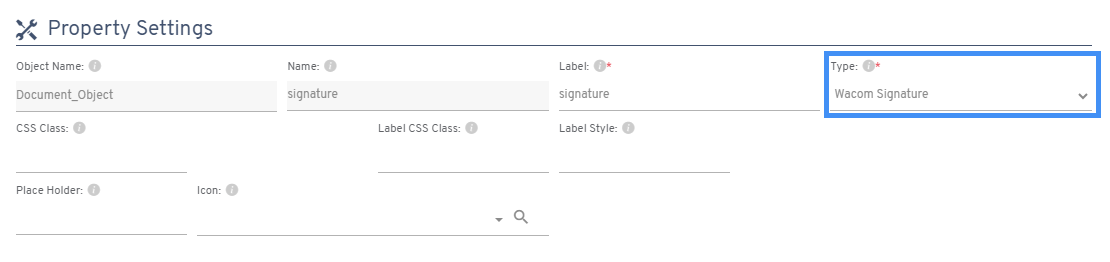 Property Settings
Object Name: Name: Label: * Type: *
Document_Object signature signature Wacom Signature
CSS Class: Label CSS Class: Label Style:
Place Holder: Icon: